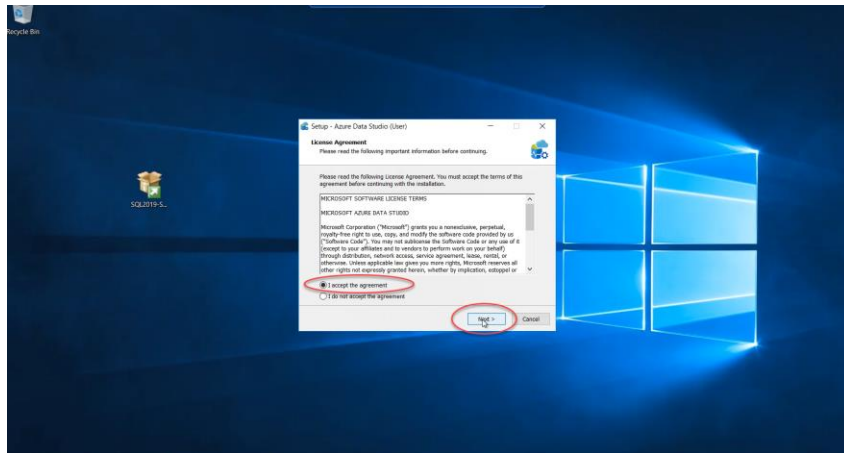 Recycle Bin
Setup - Azure Data Studio (User)
License Agreement
Please read the following important information before continuing.
Please read the following License Agreement. You must accept the terms of this
agreement before continuing with the installation.
MICROSOFT SOFTWARE LICENSE TERMS
MICROSOFT AZURE DATA STUDIO
Microsoft Corporation ("Microsoft") grants you a nonexclusive, perpetual,
royalty-free right to use, copy, and modify the software code provided by us
("Software Code"). You may not sublicense the Software Code or any use of it
(except to your affiliates and to vendors to perform work on your behalf)
through distribution, network access, service agreement, lease, rental, or
otherwise. Unless applicable law gives you more rights, Microsoft reserves all
other rights not expressly granted herein, whether by implication, estoppel or
SQL2019-S...
I accept the agreement
I do not accept the agreement
Next >
Cancel